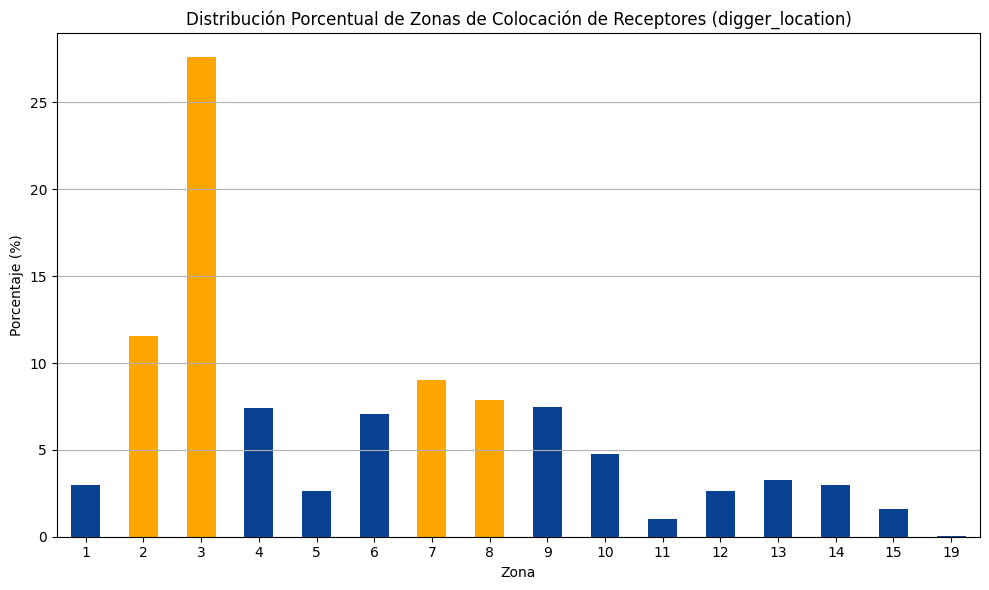 Distribución Porcentual de Zonas de Colocación de Receptores (digger_location)
Porcentaje (%)
25
20
15
10
5
0
1 2 3 4 5 6 7 8 9 10 11 12 13 14 15 19
Zona